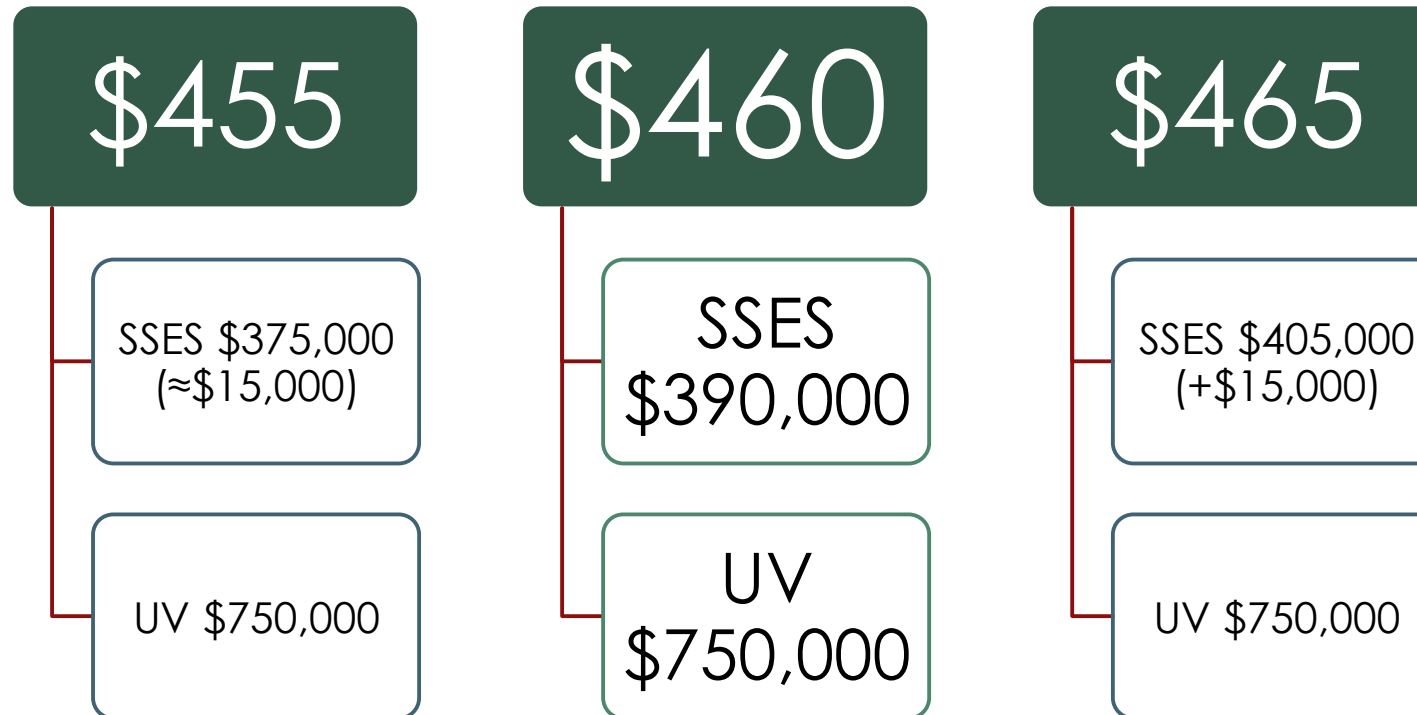 $455
SSES $375,000
(≈$15,000)
UV $750,000
$460
SSES
$390,000
UV
$750,000
$465
SSES $405,000
(+$15,000)
UV $750,000